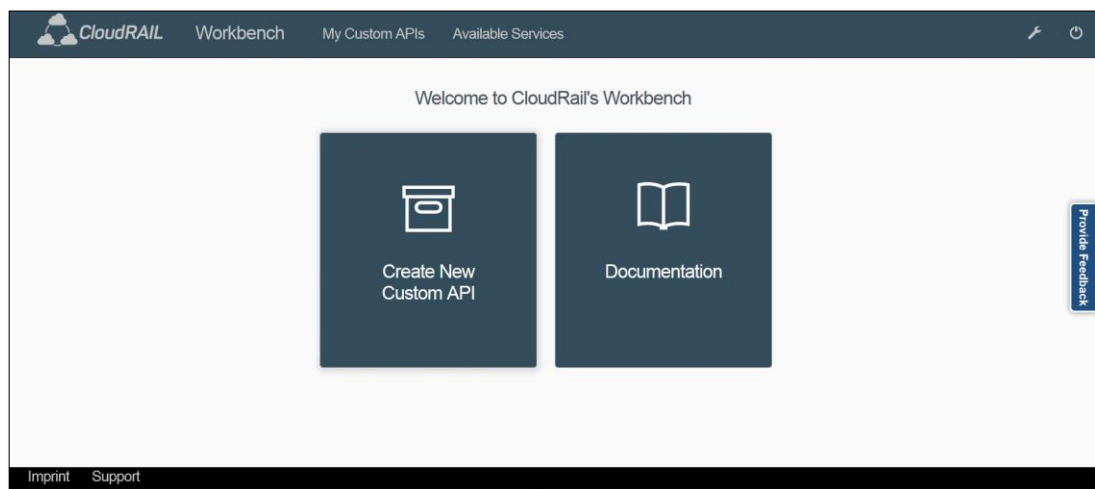 CloudRAIL Workbench My Custom APIs Available Services
Welcome to CloudRail's Workbench
Create New
Custom API
Documentation
Provide Feedback
Imprint Support